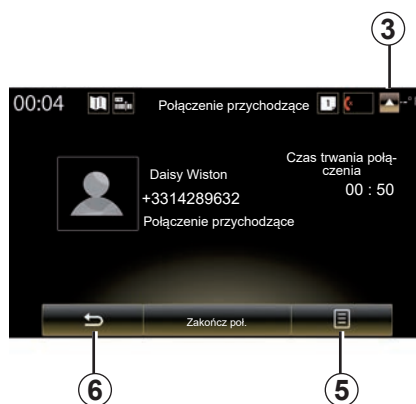 3
00:04 Połączenie przychodzące 1
Daisy Wiston
+3314289632
Połączenie przychodzące
Czas trwania połą-
czenia
00 : 50
Zakończ poł.
6 5